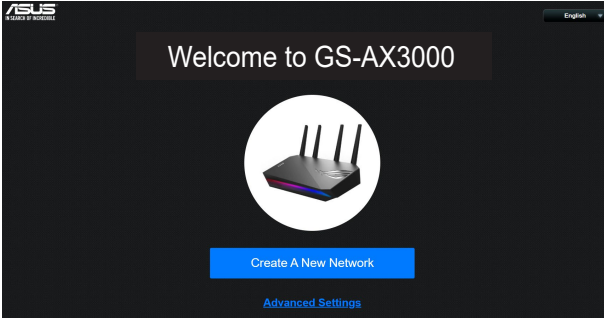 ASUS
IN SEARCH OF INCREDIBLE
English
Welcome to GS-AX3000
Create A New Network
Advanced Settings